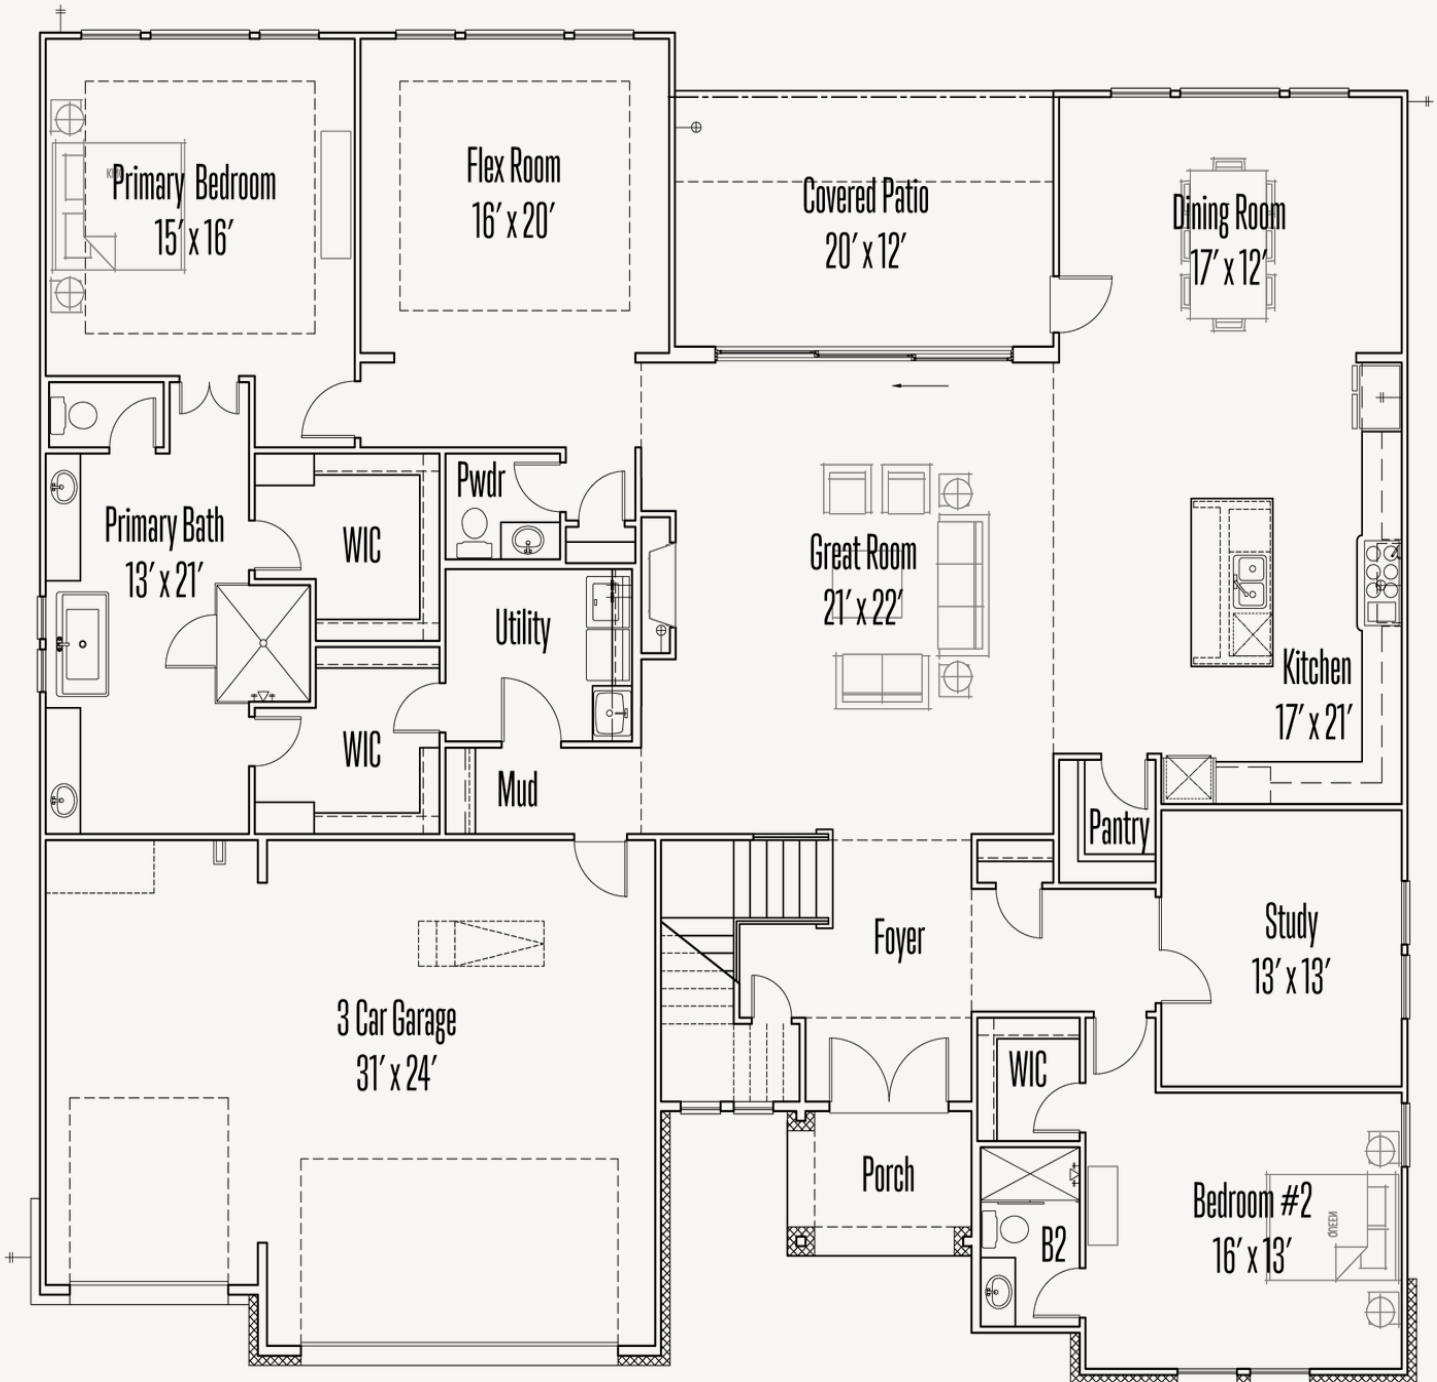 Primary Bedroom
15' x 16'
Flex Room
16' x 20'
Covered Patio
20' x 12'
Dining Room
17' x 12'
Pwdr
Primary Bath
13' x 21'
WIC
Great Room
21' x 22'
Utility
Kitchen
17' x 21'
WIC
Mud
Pantry
Foyer
Study
13' x 13'
3 Car Garage
31' x 24'
WIC
Porch
Bedroom #2
16' x 13'
QUEEN
B2